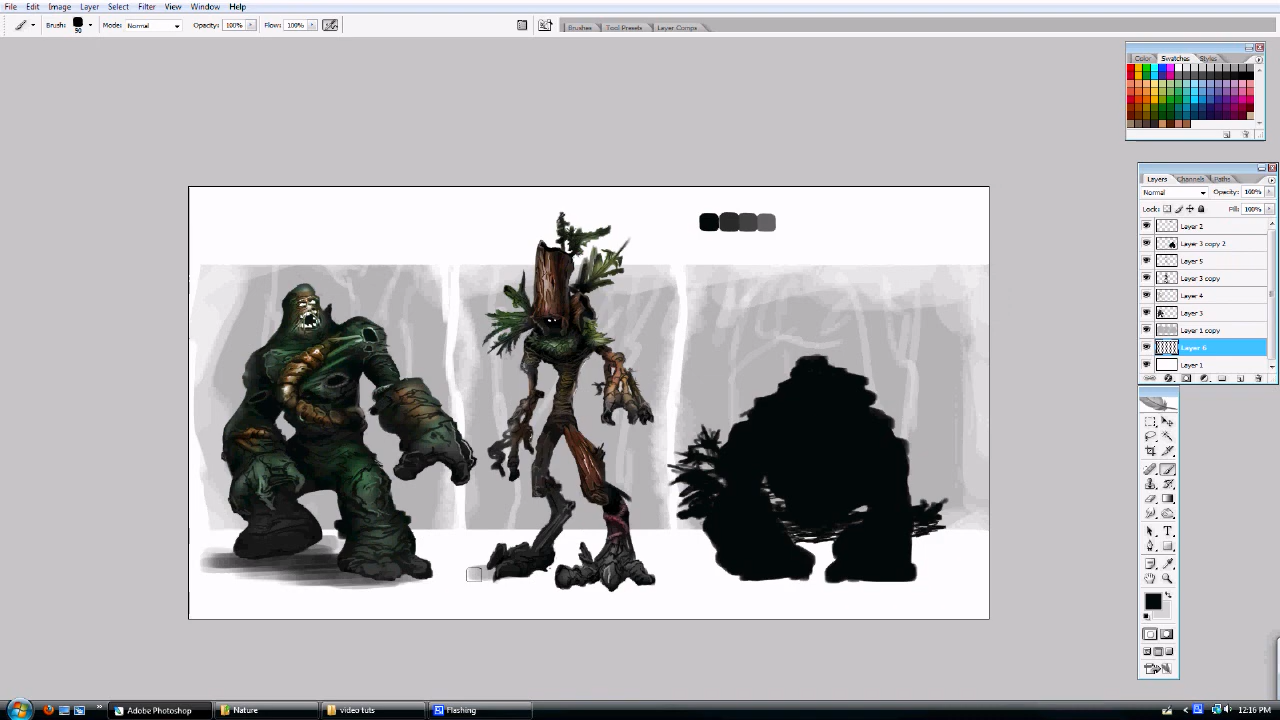 File Edit Image Layer Select Filter View Window Help
Brush: 90 Mode: Normal Opacity: 100% Flow: 100% Brushes Tool Presets Layer Comps
Color Swatches Styles
Layers Channels Paths
Normal Opacity: 100%
Lock: Fill: 100%
Layer 2
Layer 3 copy 2
Layer 5
Layer 3 copy
Layer 4
Layer 3
Layer 1 copy
Layer 6
Layer 1
T
Adobe Photoshop Nature video tuts Flashing 12:16 PM